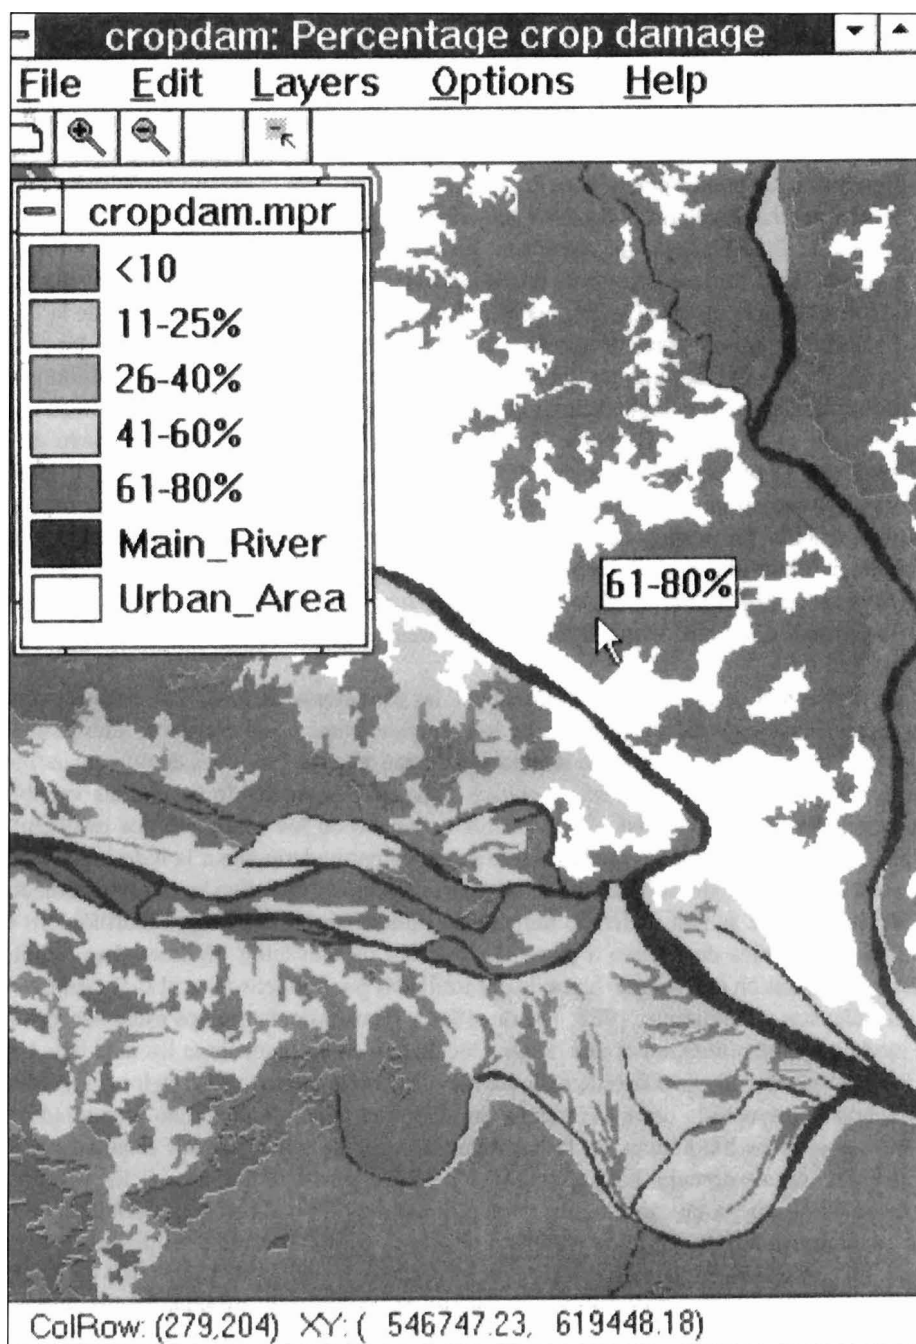 cropdam: Percentage crop damage
File Edit Layers Options Help
cropdam.mpr
<10
11-25%
26-40%
41-60%
61-80%
Main_River
Urban_Area
61-80%
ColRow: (279,204) XY: ( 546747.23, 619448.18)